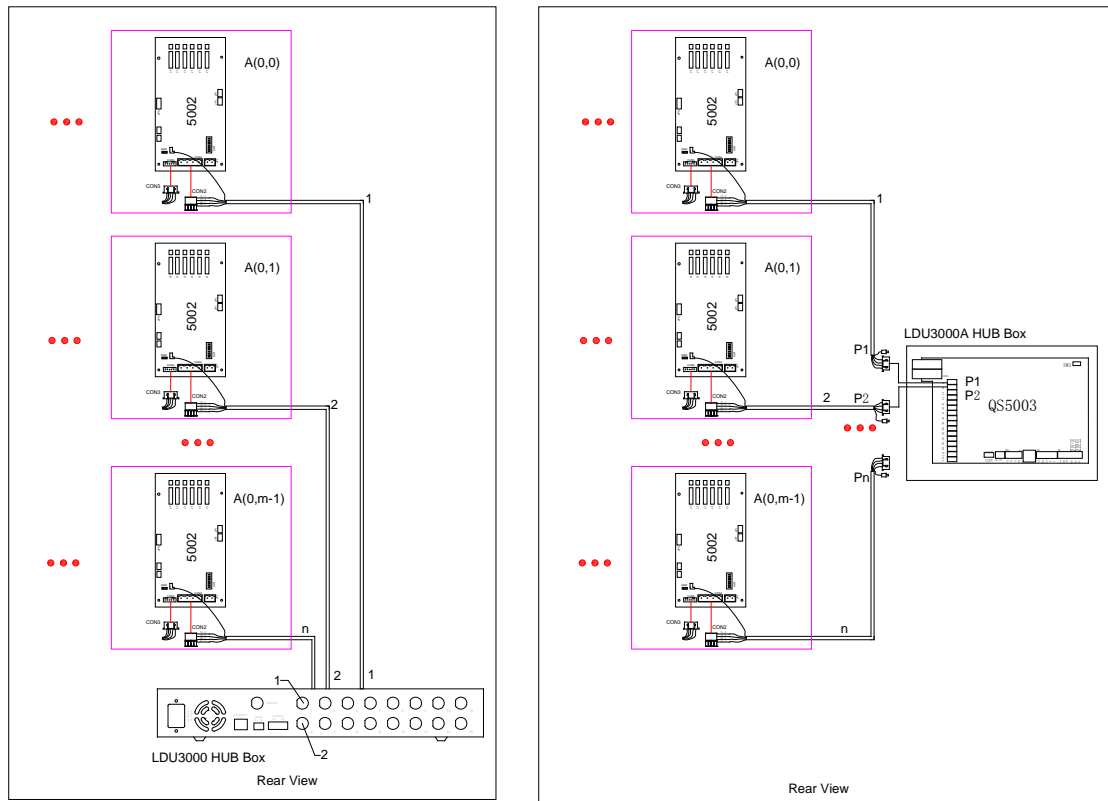 A(0,0)
5002
CON3
CON2
1
A(0,1)
5002
CON3
CON2
2
A(0,m-1)
5002
CON3
CON2
n
2
1
1
2
LDU3000 HUB Box
Rear View
A(0,0)
5002
CON3
CON2
1
A(0,1)
5002
CON3
CON2
2
P1
P2
Pn
LDU3000A HUB Box
P1
P2
QS5003
A(0,m-1)
5002
CON3
CON2
n
Rear View